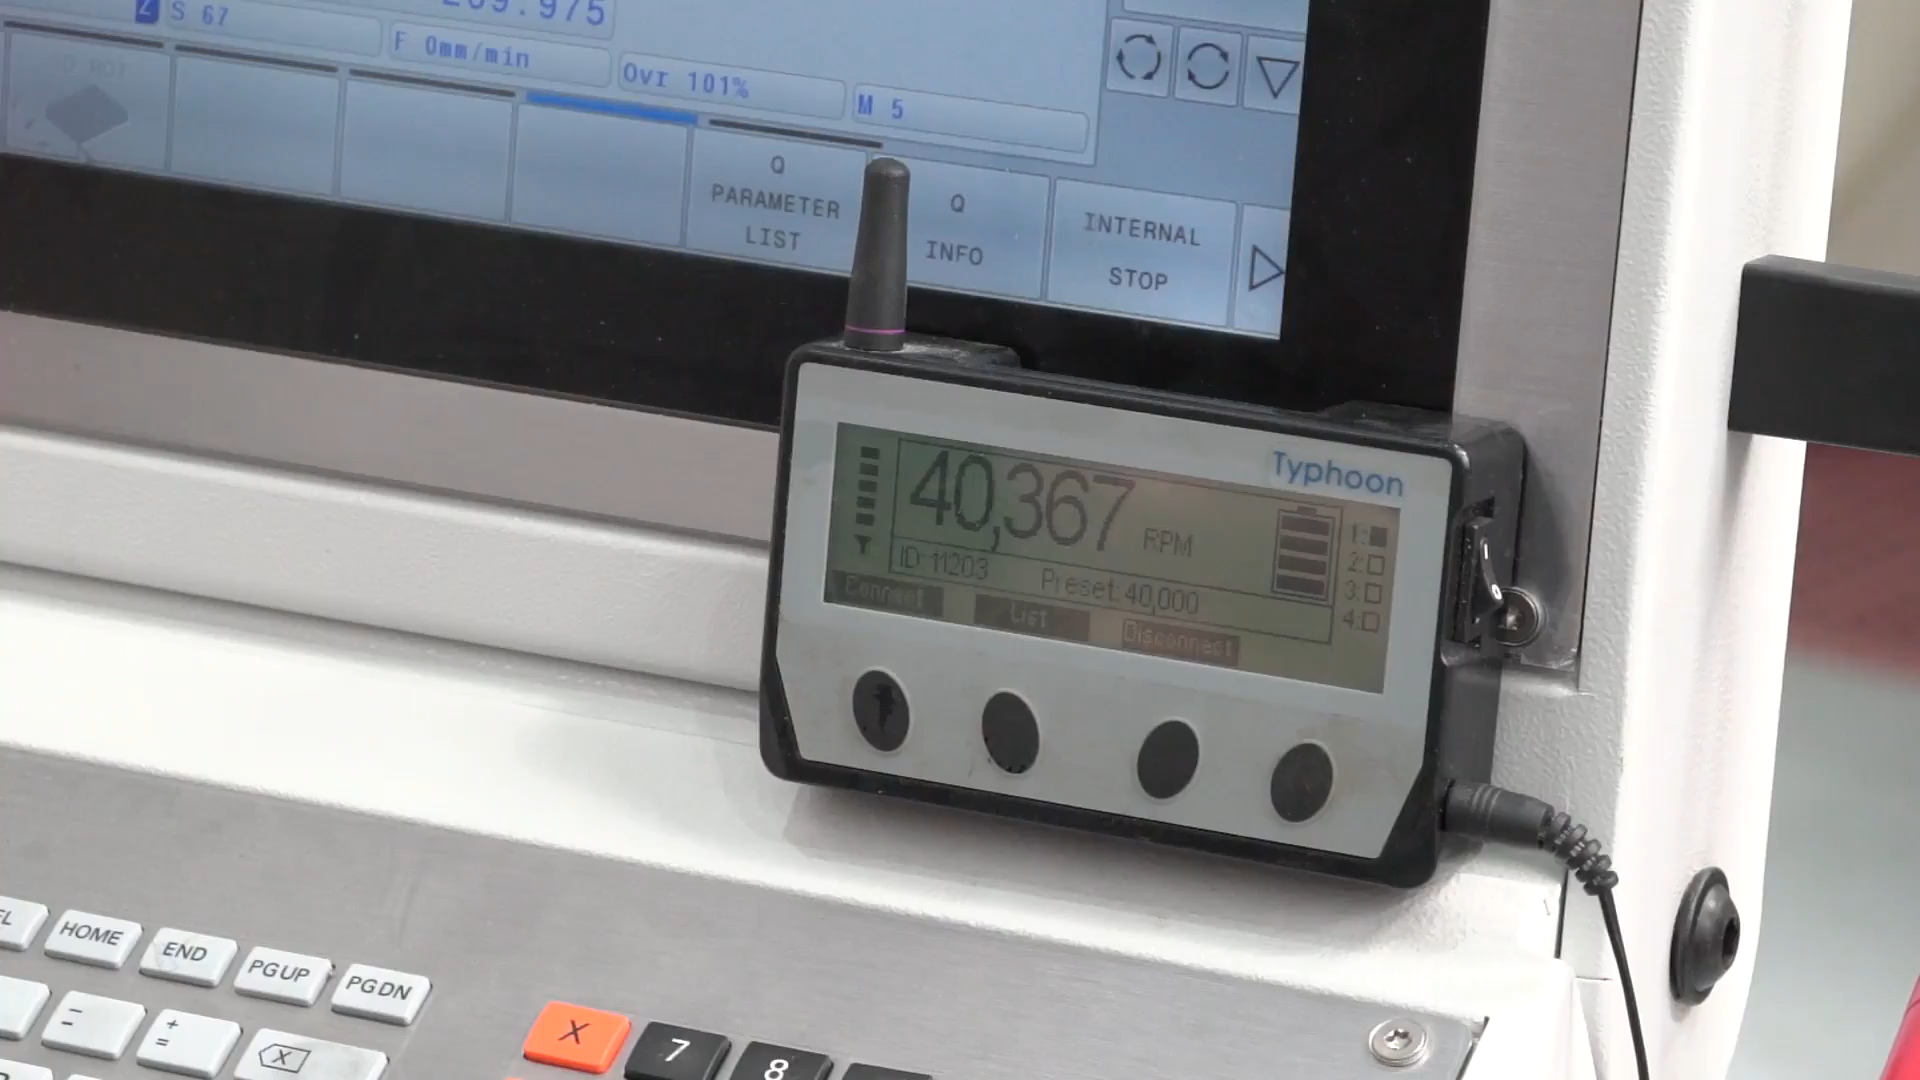 S 67
F 0mm/min
Ovr 101%
M 5
Q
PARAMETER
LIST
Q
INFO
INTERNAL
STOP
Typhoon
40,367 RPM
ID: 11203 Preset: 40,000
1:
2:
3:
4:
Connect List Disconnect
HOME
END
PGUP
PGDN
X
7
8